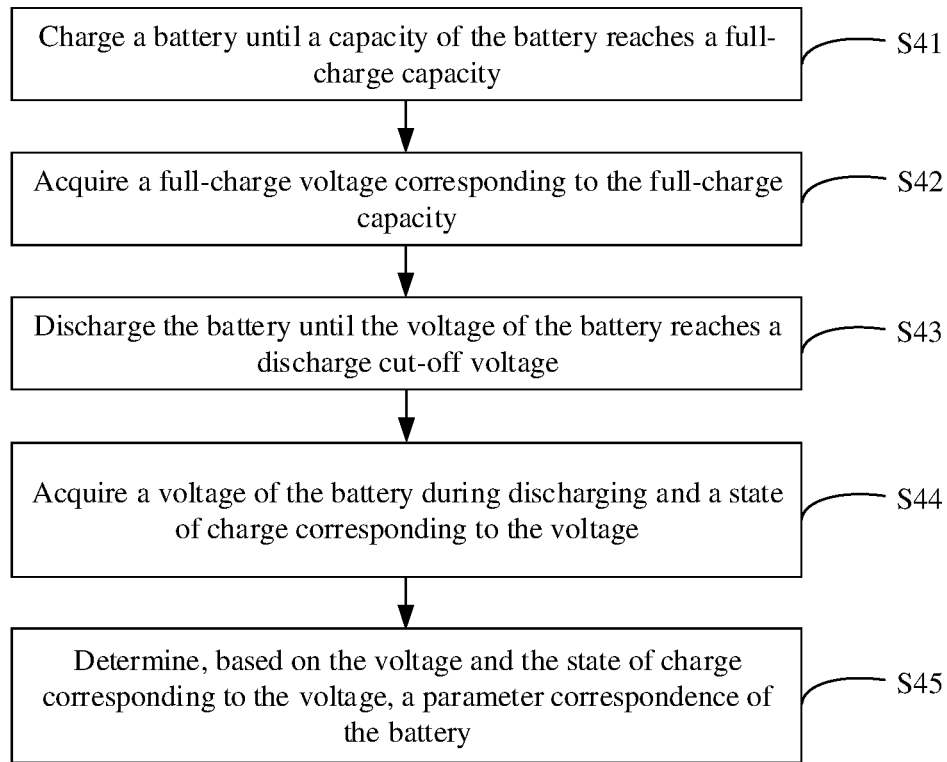 Charge a battery until a capacity of the battery reaches a full-
charge capacity
S41
Acquire a full-charge voltage corresponding to the full-charge
capacity
S42
Discharge the battery until the voltage of the battery reaches a
discharge cut-off voltage
S43
Acquire a voltage of the battery during discharging and a state
of charge corresponding to the voltage
S44
Determine, based on the voltage and the state of charge
corresponding to the voltage, a parameter correspondence of
the battery
S45